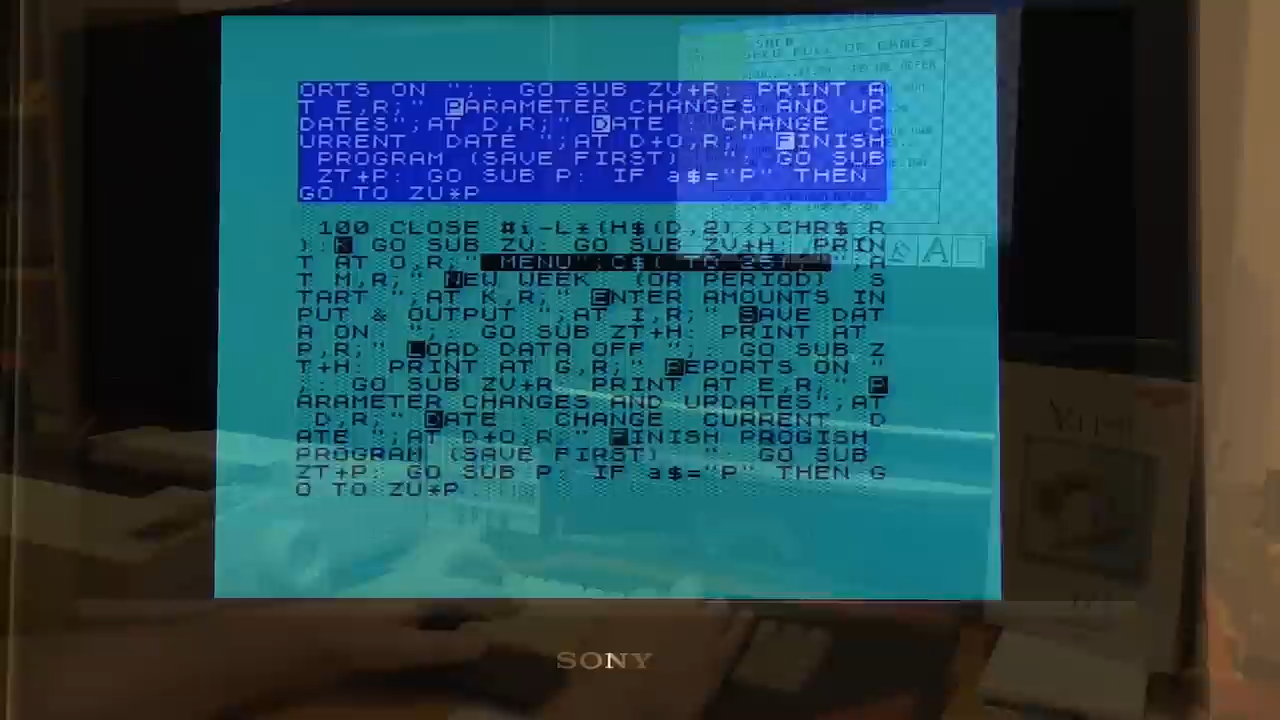 ORTS ON ";: GO SUB ZV+R: PRINT A
T E,R;" PARAMETER CHANGES AND UP
DATES";AT D,R;" DATE : CHANGE C
URRENT DATE ";AT D+O,R;" FINISH
PROGRAM (SAVE FIRST) ": GO SUB
ZT+P: GO SUB P: IF a$="P" THEN
GO TO ZU*P
FULL OF GAMES
100 CLOSE #i-L*(H$(D,2)<>CHR$ R
): K GO SUB ZV: GO SUB ZV+H: PRIN
T AT O,R;" MENU";C$( TO 25);" ";A
T M,R;" NEW WEEK (OR PERIOD) S
TART ";AT K,R;" ENTER AMOUNTS IN
PUT & OUTPUT ";AT I,R;" SAVE DAT
A ON ";: GO SUB ZT+H: PRINT AT
P,R;" LOAD DATA OFF ";: GO SUB Z
T+H: PRINT AT G,R;" REPORTS ON "
;: GO SUB ZV+R: PRINT AT E,R;" P
ARAMETER CHANGES AND UPDATES";AT
D,R;" DATE : CHANGE CURRENT D
ATE ";AT D+O,R;" FINISH PROGISH
PROGRAM (SAVE FIRST) ": GO SUB
ZT+P: GO SUB P: IF a$="P" THEN G
O TO ZU*P
A
SONY